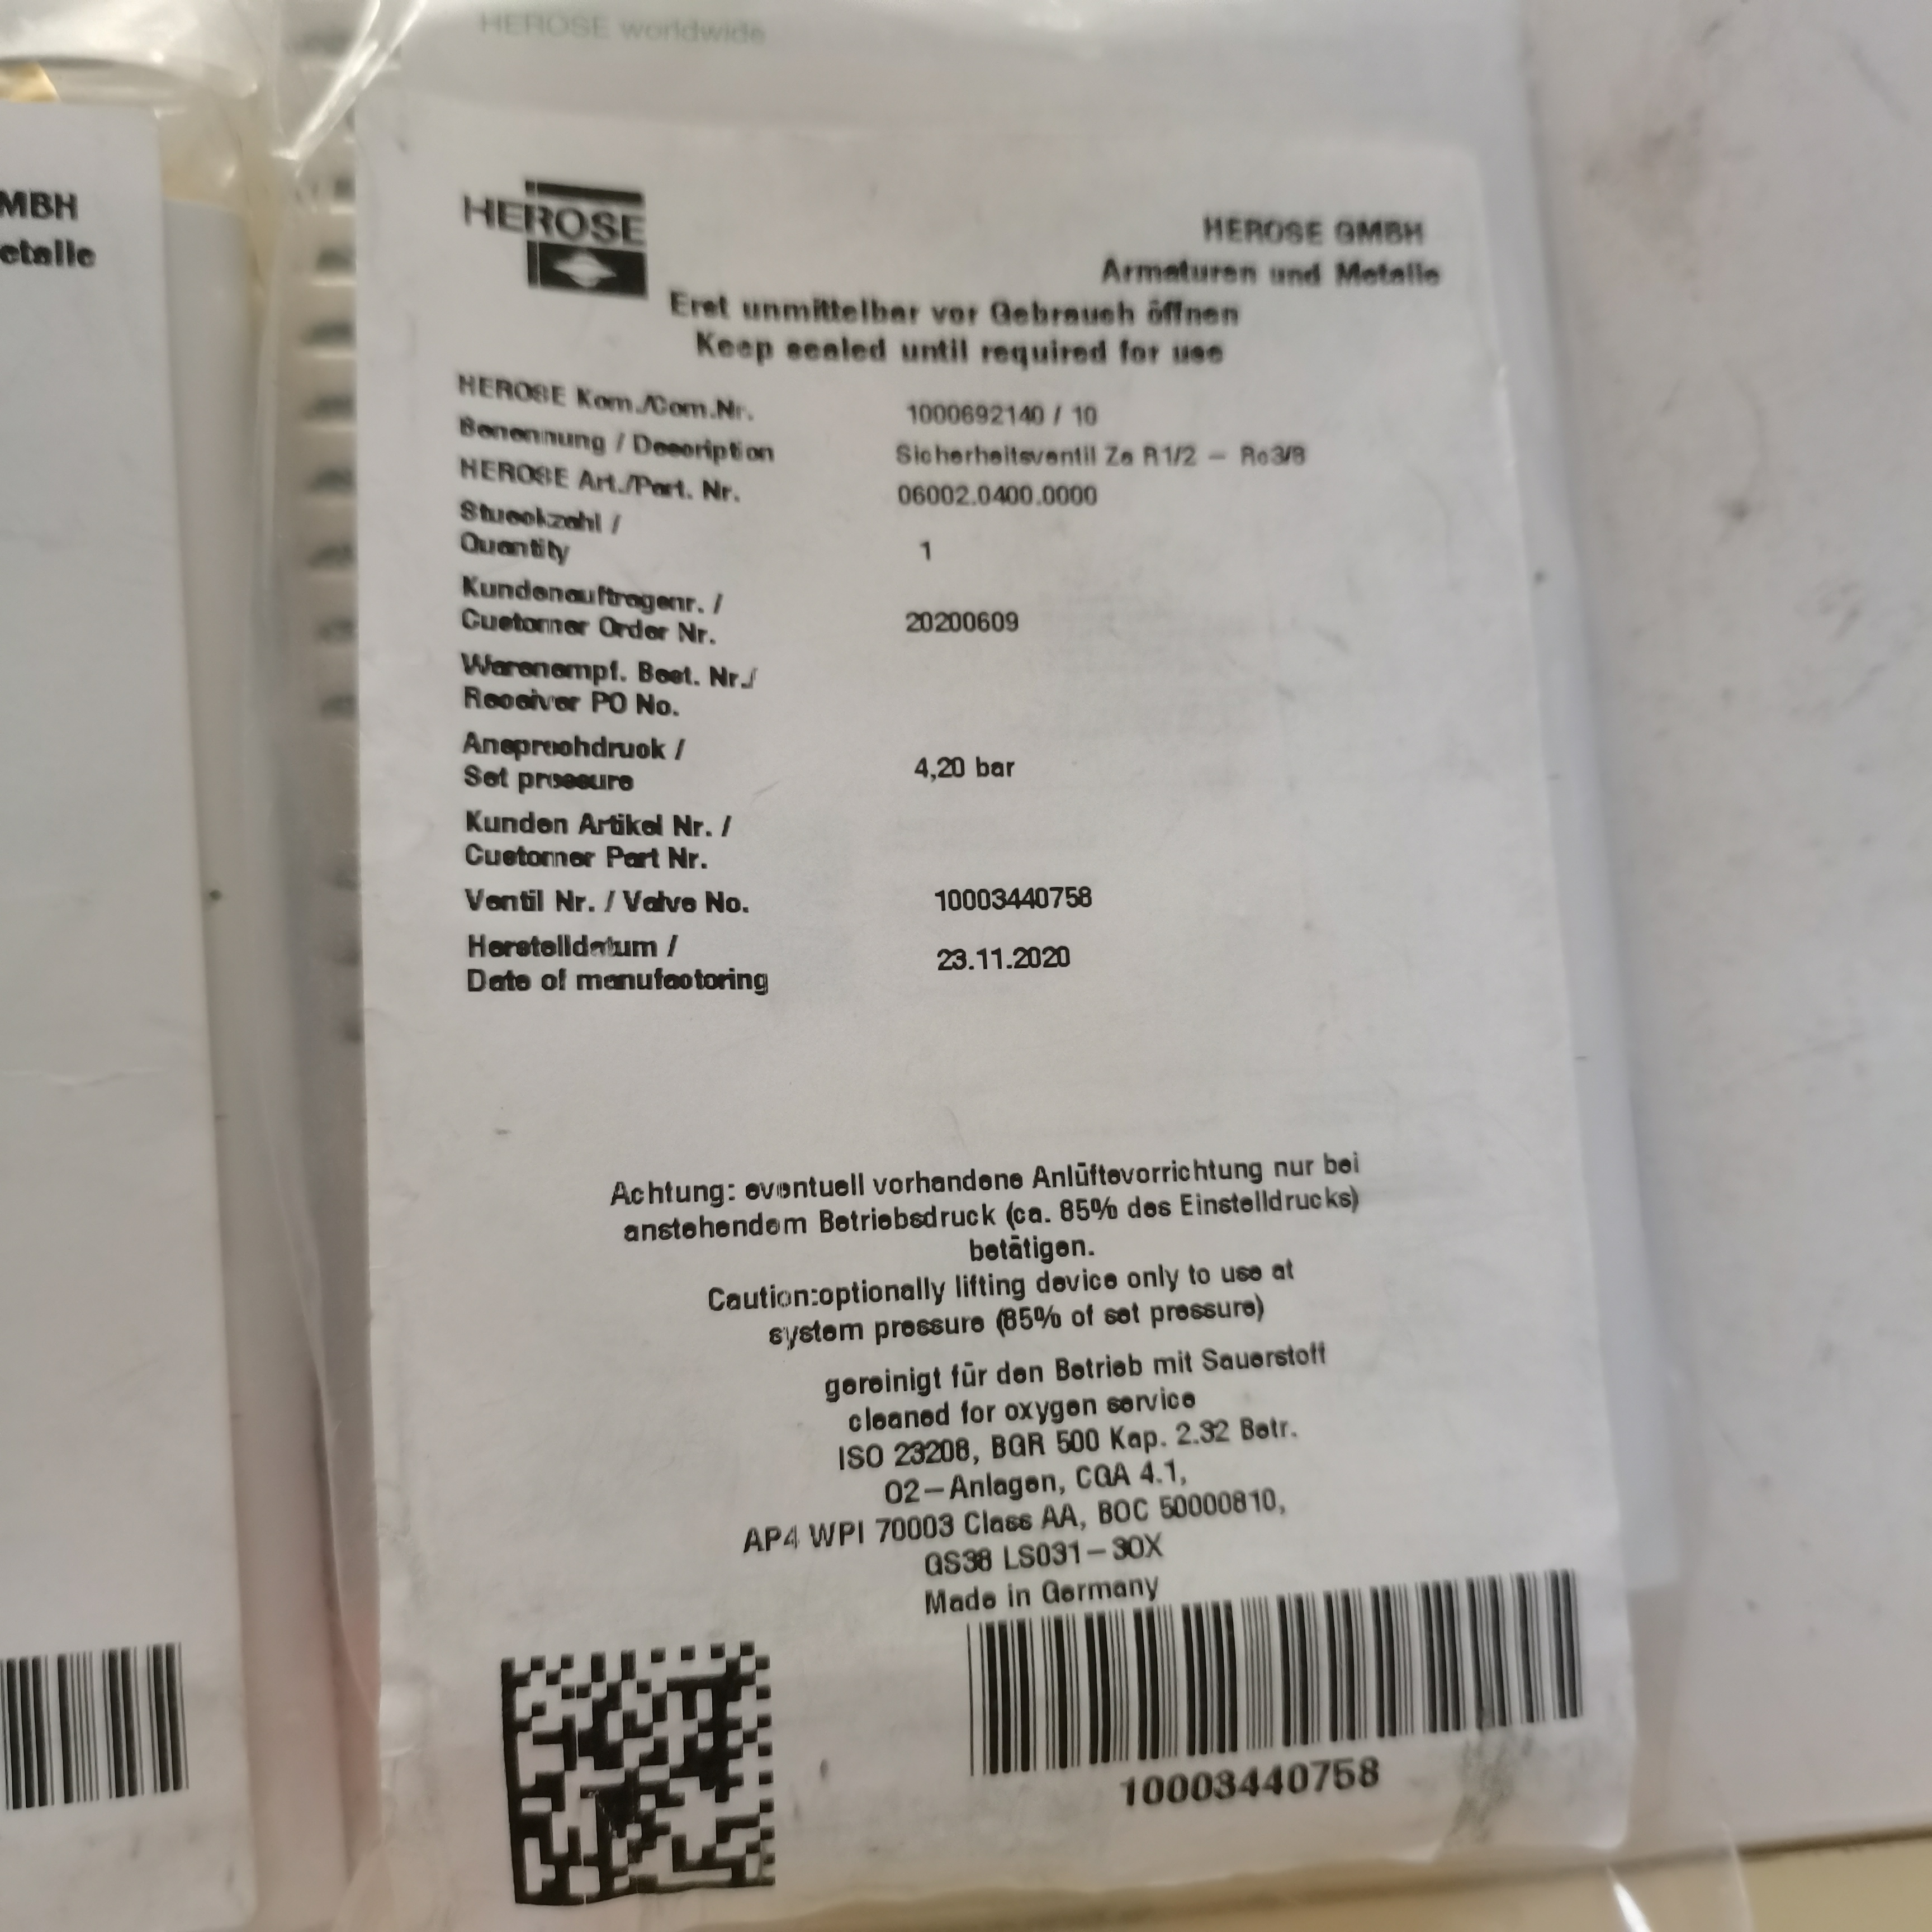 HEROSE worldwide
MBH
etalle
HEROSE
HEROSE GMBH
Armaturen und Metalle
Erst unmittelbar vor Gebrauch öffnen
Keep sealed until required for use
HEROSE Kom./Com.Nr. 1000692140 / 10
Benennung / Description Sicherheitsventil Za R1/2 – Rc3/8
HEROSE Art./Part. Nr. 06002.0400.0000
Stueckzahl /
Quantity 1
Kundenauftragsnr. /
Customer Order Nr. 20200609
Warenempf. Best. Nr./
Receiver PO No.
Ansprechdruck /
Set pressure 4,20 bar
Kunden Artikel Nr. /
Customer Part Nr.
Ventil Nr. / Valve No. 10003440758
Herstelldatum /
Date of manufactoring 23.11.2020
Achtung: eventuell vorhandene Anlüftevorrichtung nur bei
anstehendem Betriebsdruck (ca. 85% des Einstelldrucks)
betätigen.
Caution:optionally lifting device only to use at
system pressure (85% of set pressure)
gereinigt für den Betrieb mit Sauerstoff
cleaned for oxygen service
ISO 23208, BGR 500 Kap. 2.32 Betr.
O2–Anlagen, CGA 4.1,
AP4 WPI 70003 Class AA, BOC 50000810,
GS38 LS031–3OX
Made in Germany
10003440758